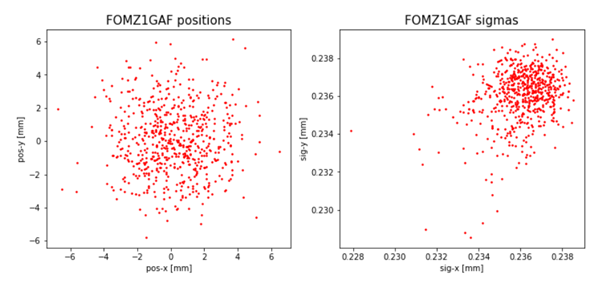 FOMZ1GAF positions
6
4
2
0
−2
−4
−6
pos-y [mm]
−6 −4 −2 0 2 4 6
pos-x [mm]
FOMZ1GAF sigmas
0.238
0.236
0.234
0.232
0.230
sig-y [mm]
0.228 0.230 0.232 0.234 0.236 0.238
sig-x [mm]